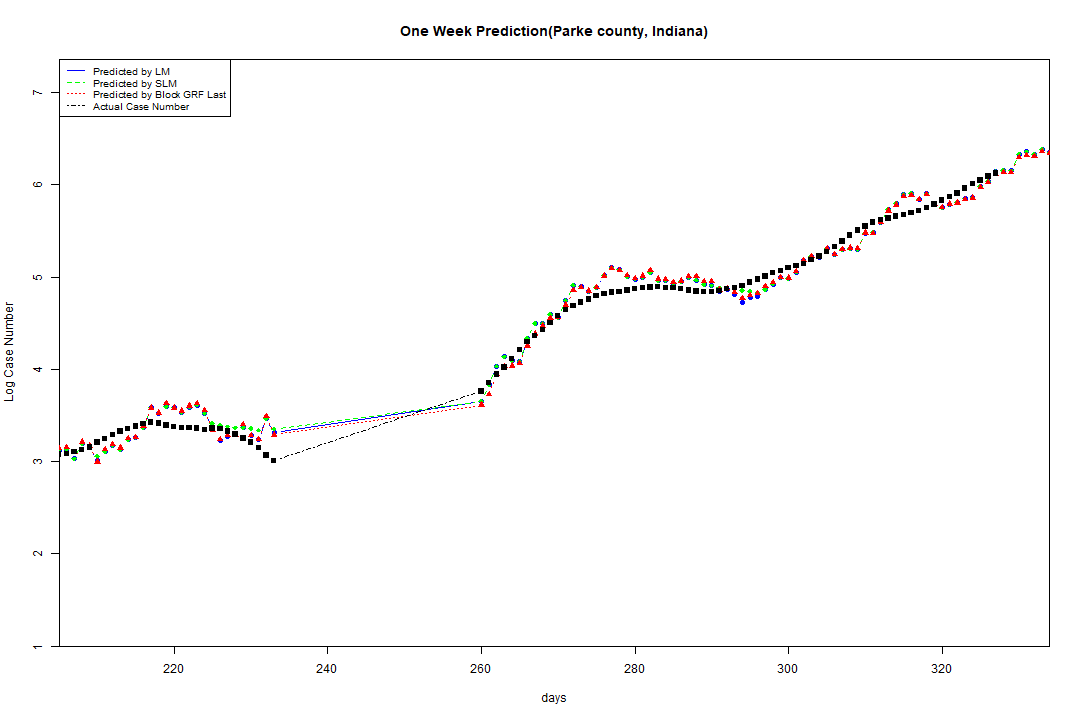 One Week Prediction(Parke county, Indiana)
Predicted by LM
Predicted by SLM
Predicted by Block GRF Last
Actual Case Number
7
6
5
4
3
2
1
Log Case Number
220 240 260 280 300 320
days